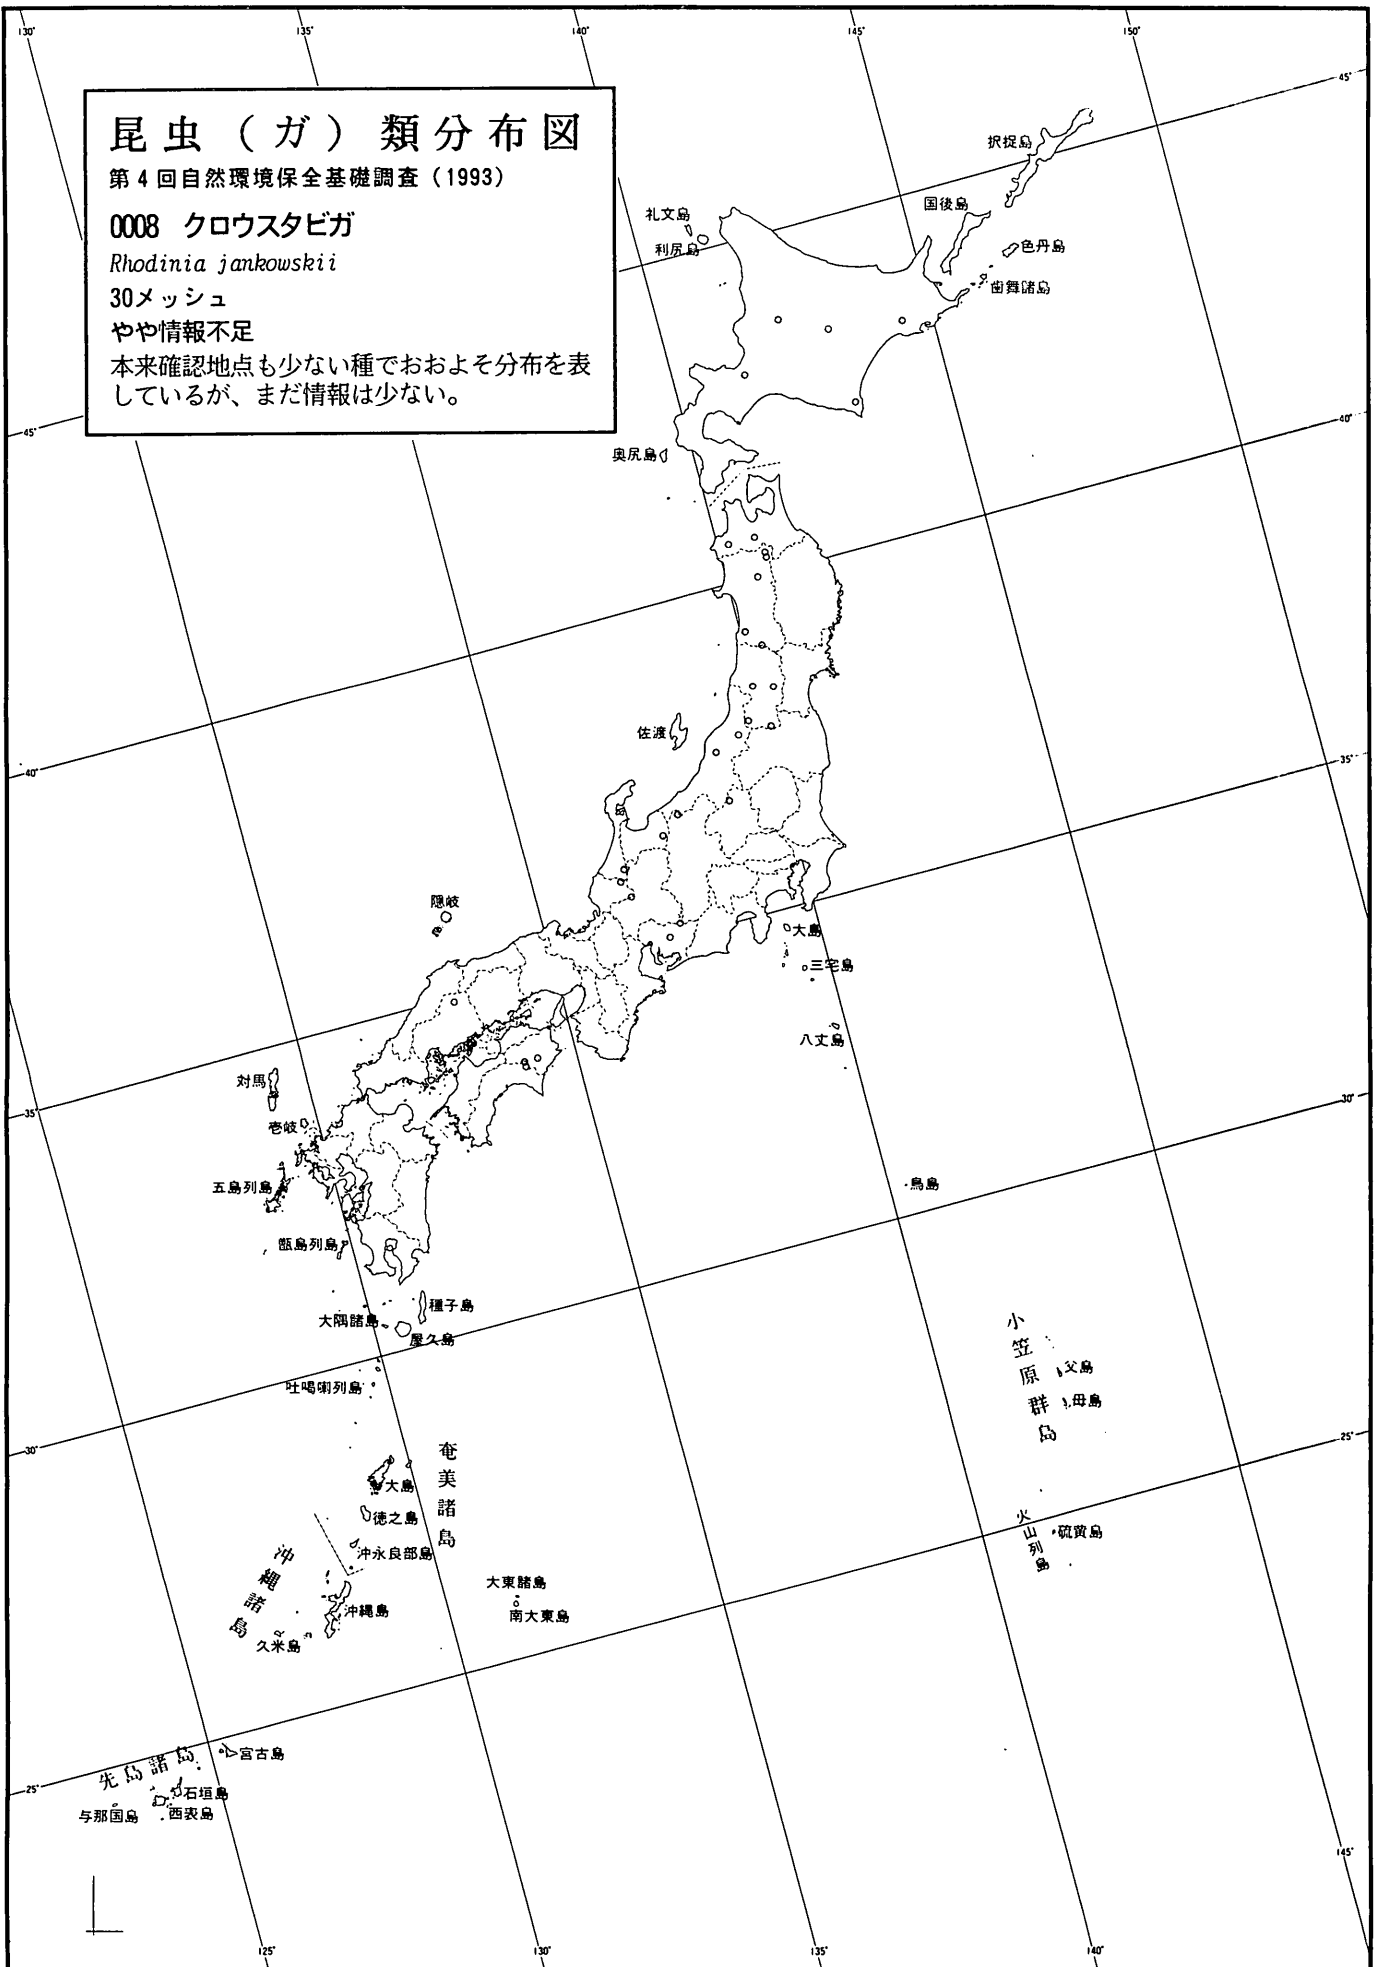 130°
135°
140°
145°
150°
45°
昆虫(ガ)類分布図
第4回自然環境保全基礎調査(1993)
0008 クロウスタビガ
Rhodinia jankowskii
30メッシュ
やや情報不足
本来確認地点も少ない種でおおよそ分布を表
しているが、まだ情報は少ない。
択捉島
国後島
色丹島
歯舞諸島
礼文島
利尻島
奥尻島
45°
40°
佐渡
40°
35°
隠岐
大島
三宅島
八丈島
対馬
壱岐
五島列島
甑島列島
35°
30°
鳥島
種子島
大隅諸島
屋久島
吐噶喇列島
小笠原群島
父島
母島
30°
25°
奄美諸島
大島
徳之島
沖永良部島
沖縄諸島
沖縄島
久米島
大東諸島
南大東島
火山列島
硫黄島
先島諸島
宮古島
石垣島
西表島
与那国島
25°
145°
125°
130°
135°
140°